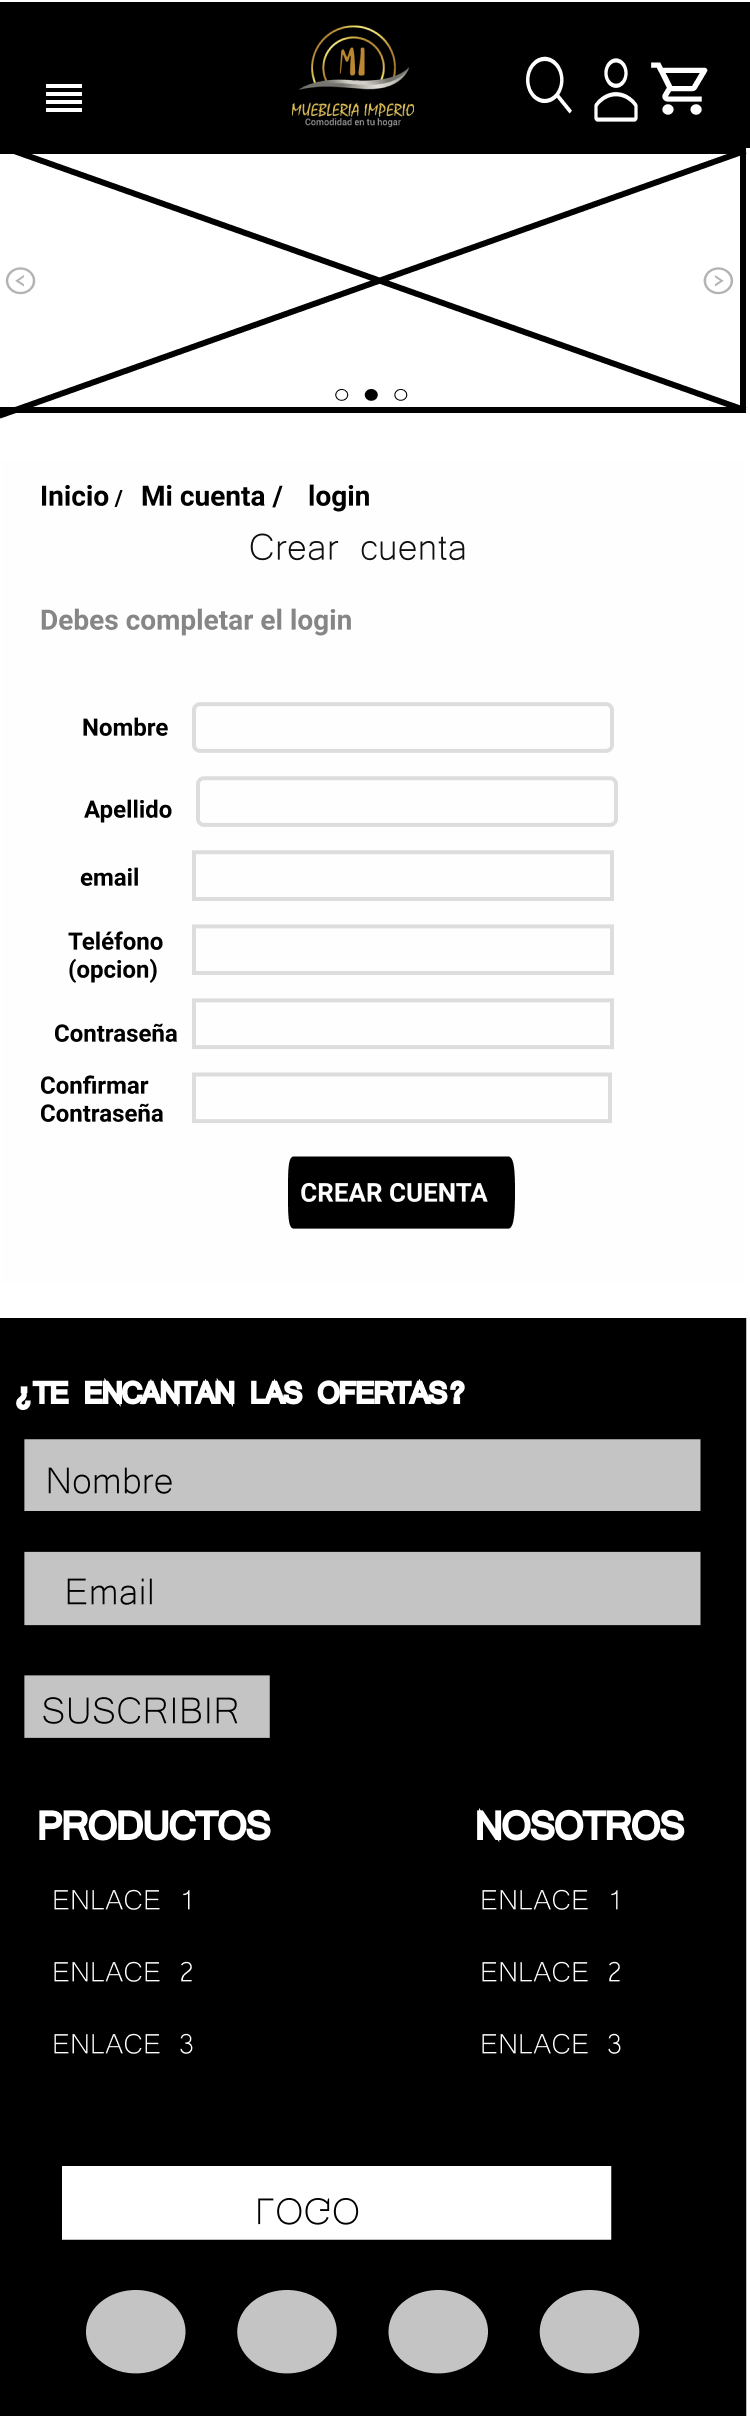 MI
MUEBLERIA IMPERIO
Comodidad en tu hogar
Inicio / Mi cuenta / login
Crear cuenta
Debes completar el login
Nombre
Apellido
email
Teléfono
(opcion)
Contraseña
Confirmar
Contraseña
CREAR CUENTA
¿TE ENCANTAN LAS OFERTAS?
Nombre
Email
SUSCRIBIR
PRODUCTOS
ENLACE 1
ENLACE 2
ENLACE 3
NOSOTROS
ENLACE 1
ENLACE 2
ENLACE 3
LOGO